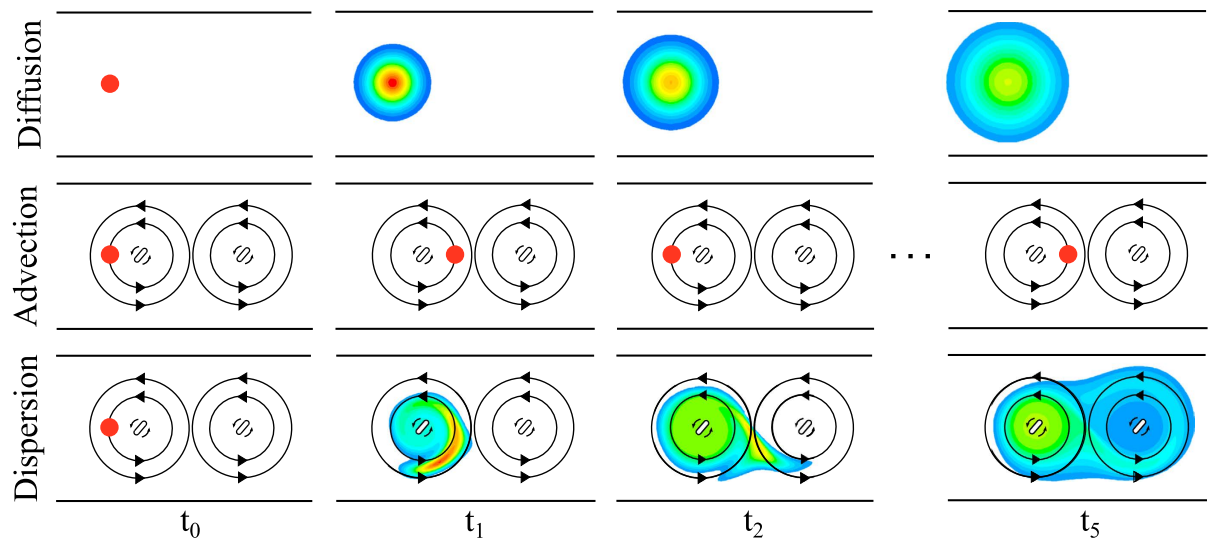 Diffusion
Advection
. . .
Dispersion
t₀ t₁ t₂ t₅